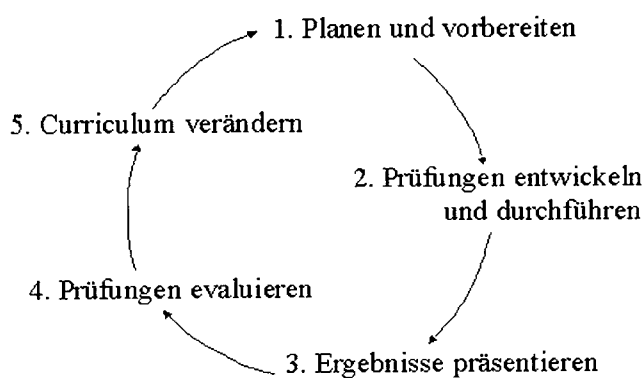 1. Planen und vorbereiten
2. Prüfungen entwickeln
und durchführen
3. Ergebnisse präsentieren
4. Prüfungen evaluieren
5. Curriculum verändern